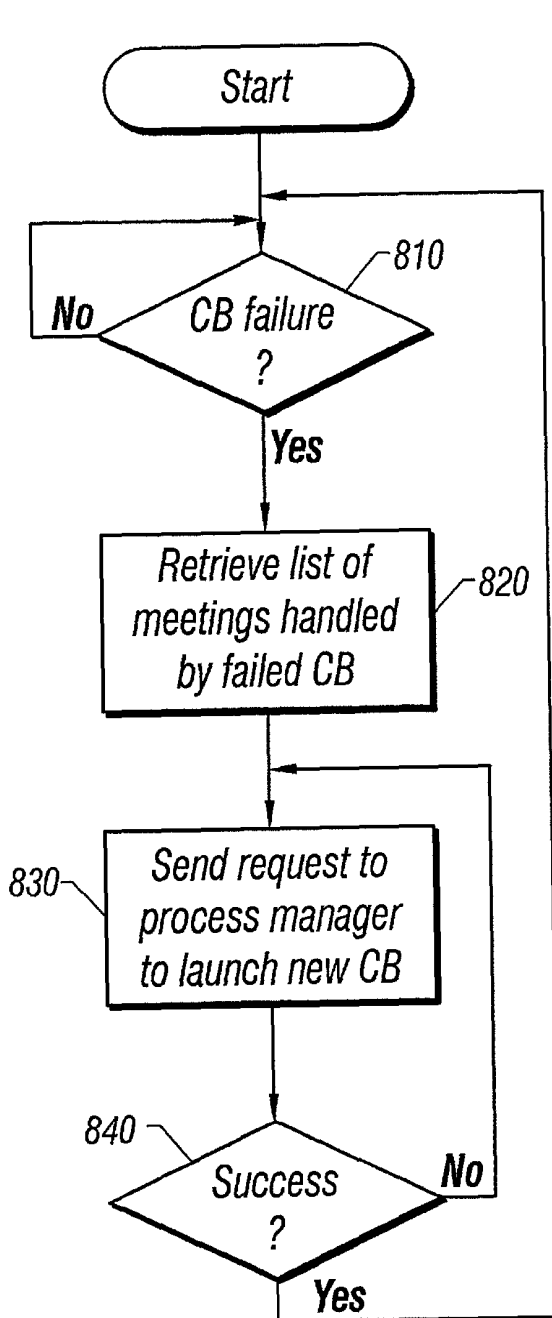 Start
810
CB failure
?
No
Yes
Retrieve list of
meetings handled
by failed CB
820
Send request to
process manager
to launch new CB
830
840
Success
?
No
Yes